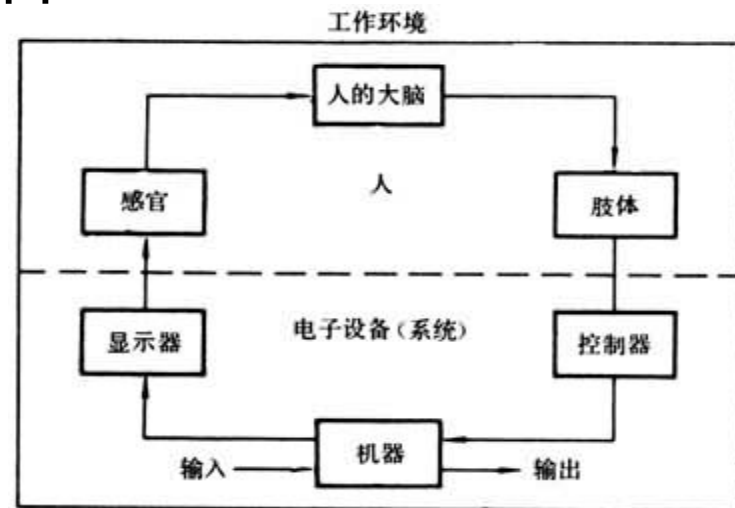 工作环境
人的大脑
感官
人
肢体
显示器
电子设备(系统)
控制器
机器
输入
输出